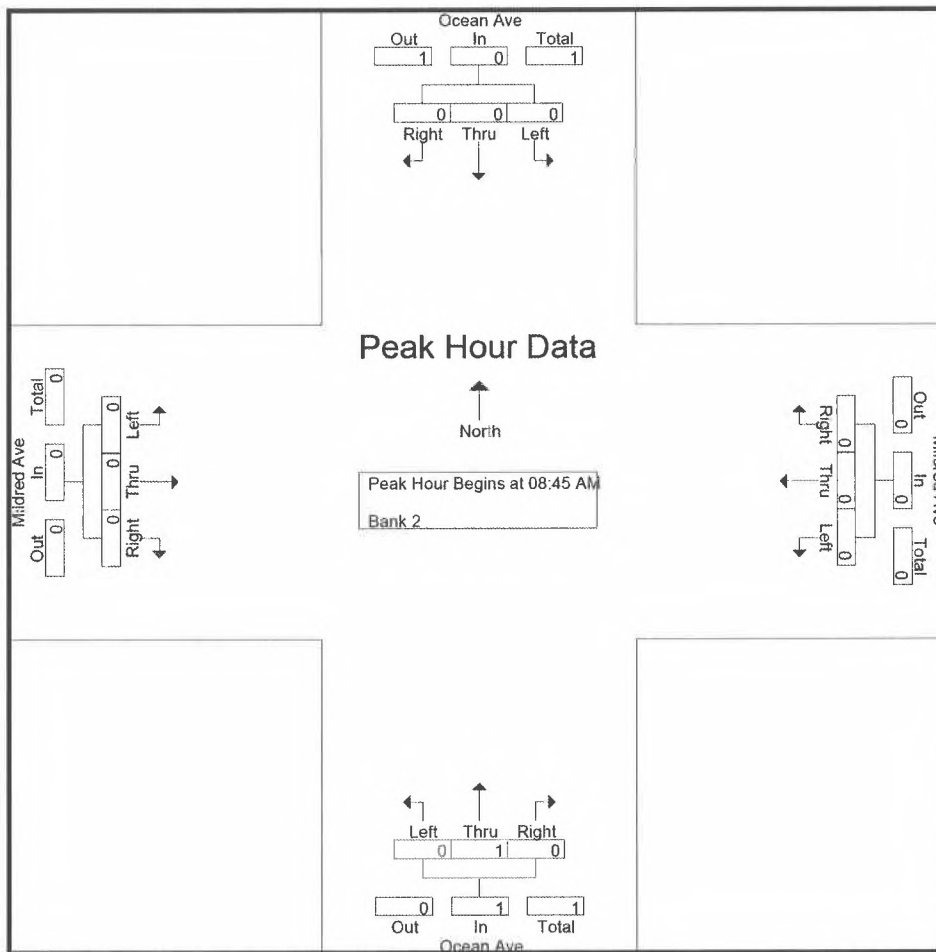 Ocean Ave
Out In Total
1 0 1
0 0 0
Right Thru Left
Peak Hour Data
North
Peak Hour Begins at 08:45 AM
Bank 2
Mildred Ave
Out In Total
0 0 0
0 0 0
Left Thru Right
Out In Total
0 0 0
0 0 0
Right Thru Left
Left Thru Right
0 1 0
0 1 1
Out In Total
Ocean Ave